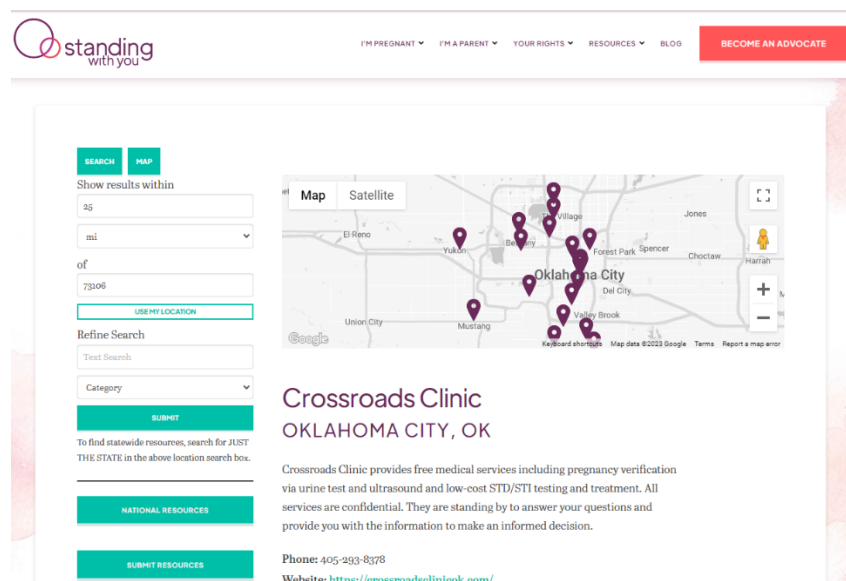 standing
with you
I'M PREGNANT
I'M A PARENT
YOUR RIGHTS
RESOURCES
BLOG
BECOME AN ADVOCATE
SEARCH
MAP
Show results within
25
mi
of
73106
USE MY LOCATION
Refine Search
Text Search
Category
SUBMIT
To find statewide resources, search for JUST
THE STATE in the above location search box.
NATIONAL RESOURCES
SUBMIT RESOURCES
Map
Satellite
Village
Jones
El Reno
Yukon
Forest Park
Spencer
Choctaw
Harrah
Oklahoma City
Del City
Union City
Mustang
Valley Brook
Google
Keyboard shortcuts
Map data ©2023 Google
Terms
Report a map error
Crossroads Clinic
OKLAHOMA CITY, OK
Crossroads Clinic provides free medical services including pregnancy verification
via urine test and ultrasound and low-cost STD/STI testing and treatment. All
services are confidential. They are standing by to answer your questions and
provide you with the information to make an informed decision.
Phone: 405-293-8378
Website: https://crossroadsclinicok.com/